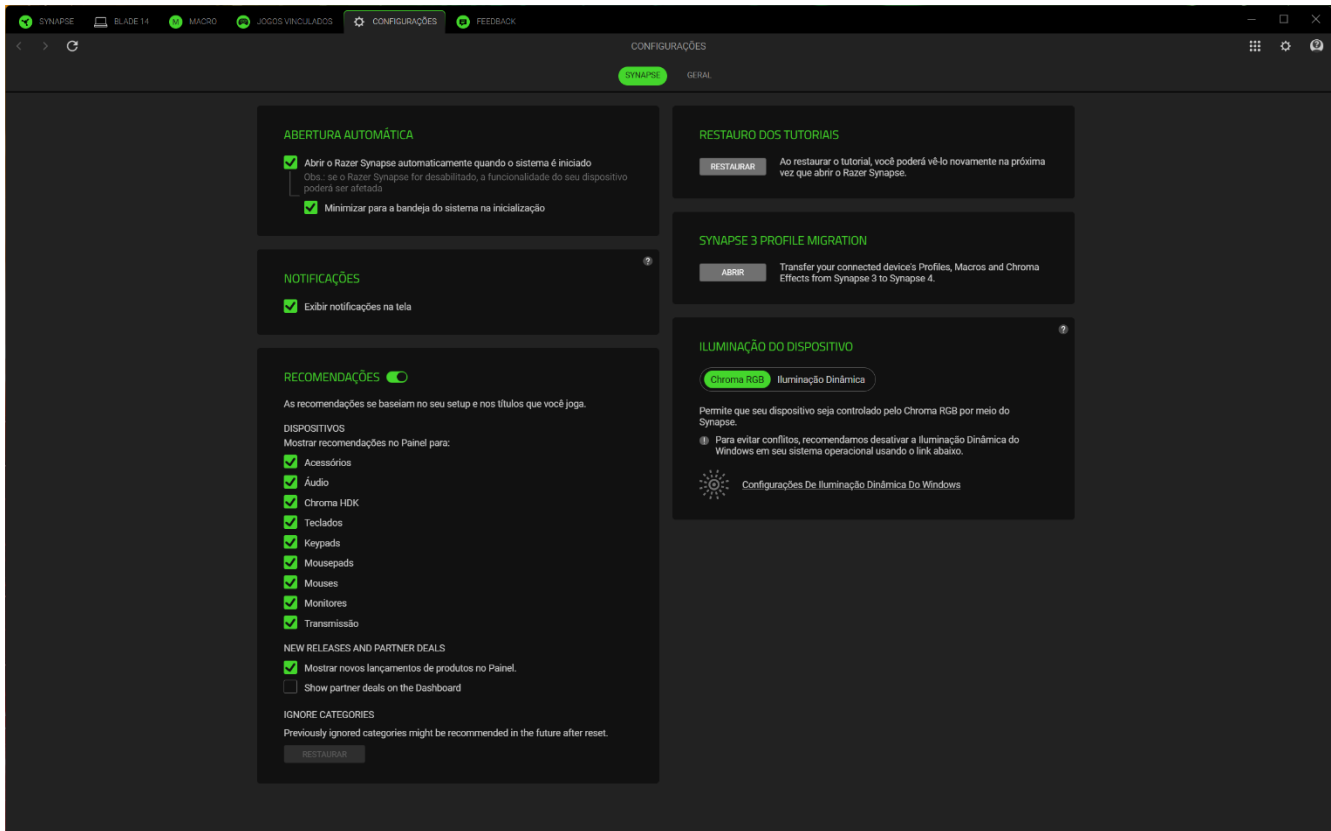 SYNAPSE
BLADE 14
MACRO
JOGOS VINCULADOS
CONFIGURAÇÕES
FEEDBACK
CONFIGURAÇÕES
SYNAPSE
GERAL
ABERTURA AUTOMÁTICA
Abrir o Razer Synapse automaticamente quando o sistema é iniciado
Obs.: se o Razer Synapse for desabilitado, a funcionalidade do seu dispositivo
poderá ser afetada
Minimizar para a bandeja do sistema na inicialização
NOTIFICAÇÕES
Exibir notificações na tela
RECOMENDAÇÕES
As recomendações se baseiam no seu setup e nos títulos que você joga.
DISPOSITIVOS
Mostrar recomendações no Painel para:
Acessórios
Áudio
Chroma HDK
Teclados
Keypads
Mousepads
Mouses
Monitores
Transmissão
NEW RELEASES AND PARTNER DEALS
Mostrar novos lançamentos de produtos no Painel.
Show partner deals on the Dashboard
IGNORE CATEGORIES
Previously ignored categories might be recommended in the future after reset.
RESTAURAR
RESTAURO DOS TUTORIAIS
RESTAURAR
Ao restaurar o tutorial, você poderá vê-lo novamente na próxima
vez que abrir o Razer Synapse.
SYNAPSE 3 PROFILE MIGRATION
ABRIR
Transfer your connected device's Profiles, Macros and Chroma
Effects from Synapse 3 to Synapse 4.
ILUMINAÇÃO DO DISPOSITIVO
Chroma RGB
Iluminação Dinâmica
Permite que seu dispositivo seja controlado pelo Chroma RGB por meio do
Synapse.
Para evitar conflitos, recomendamos desativar a Iluminação Dinâmica do
Windows em seu sistema operacional usando o link abaixo.
Configurações De Iluminação Dinâmica Do Windows